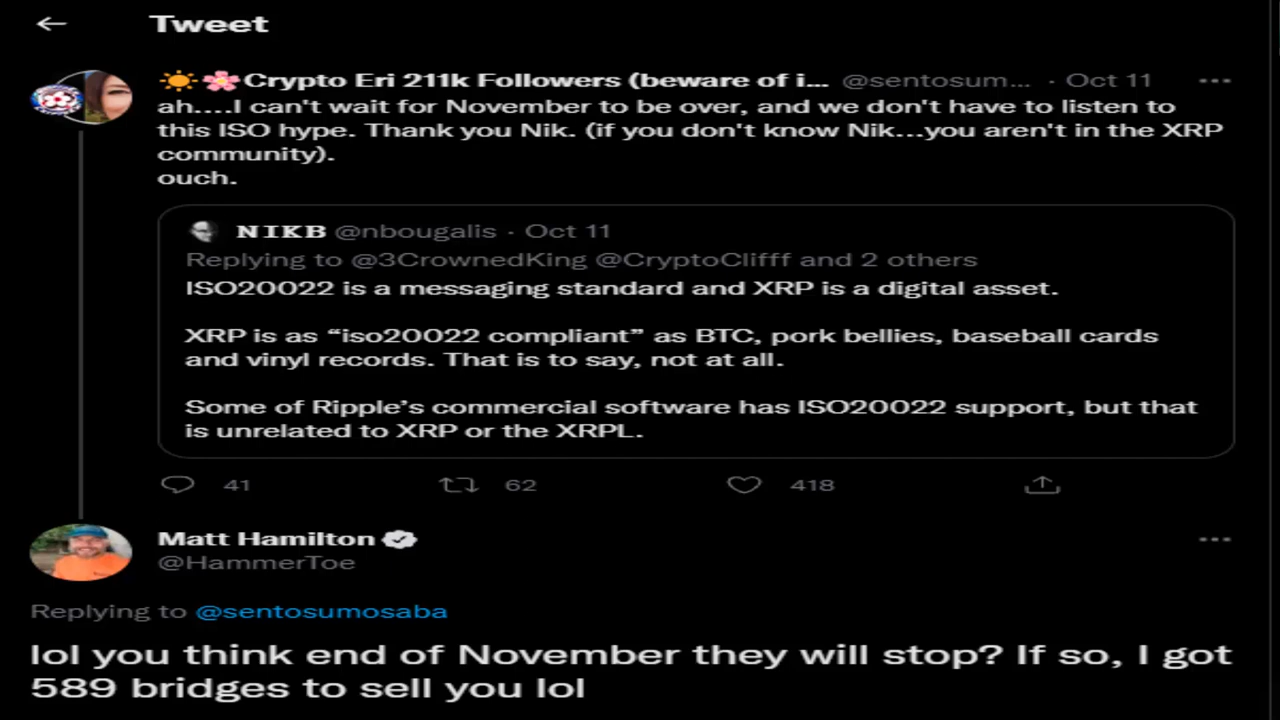 Tweet
Crypto Eri 211k Followers (beware of i... @sentosum... · Oct 11
ah....I can't wait for November to be over, and we don't have to listen to
this ISO hype. Thank you Nik. (if you don't know Nik...you aren't in the XRP
community).
ouch.
NIKB @nbougalis · Oct 11
Replying to @3CrownedKing @CryptoClifff and 2 others
ISO20022 is a messaging standard and XRP is a digital asset.
XRP is as “iso20022 compliant” as BTC, pork bellies, baseball cards
and vinyl records. That is to say, not at all.
Some of Ripple’s commercial software has ISO20022 support, but that
is unrelated to XRP or the XRPL.
41 62 418
Matt Hamilton
@HammerToe
Replying to @sentosumosaba
lol you think end of November they will stop? If so, I got
589 bridges to sell you lol